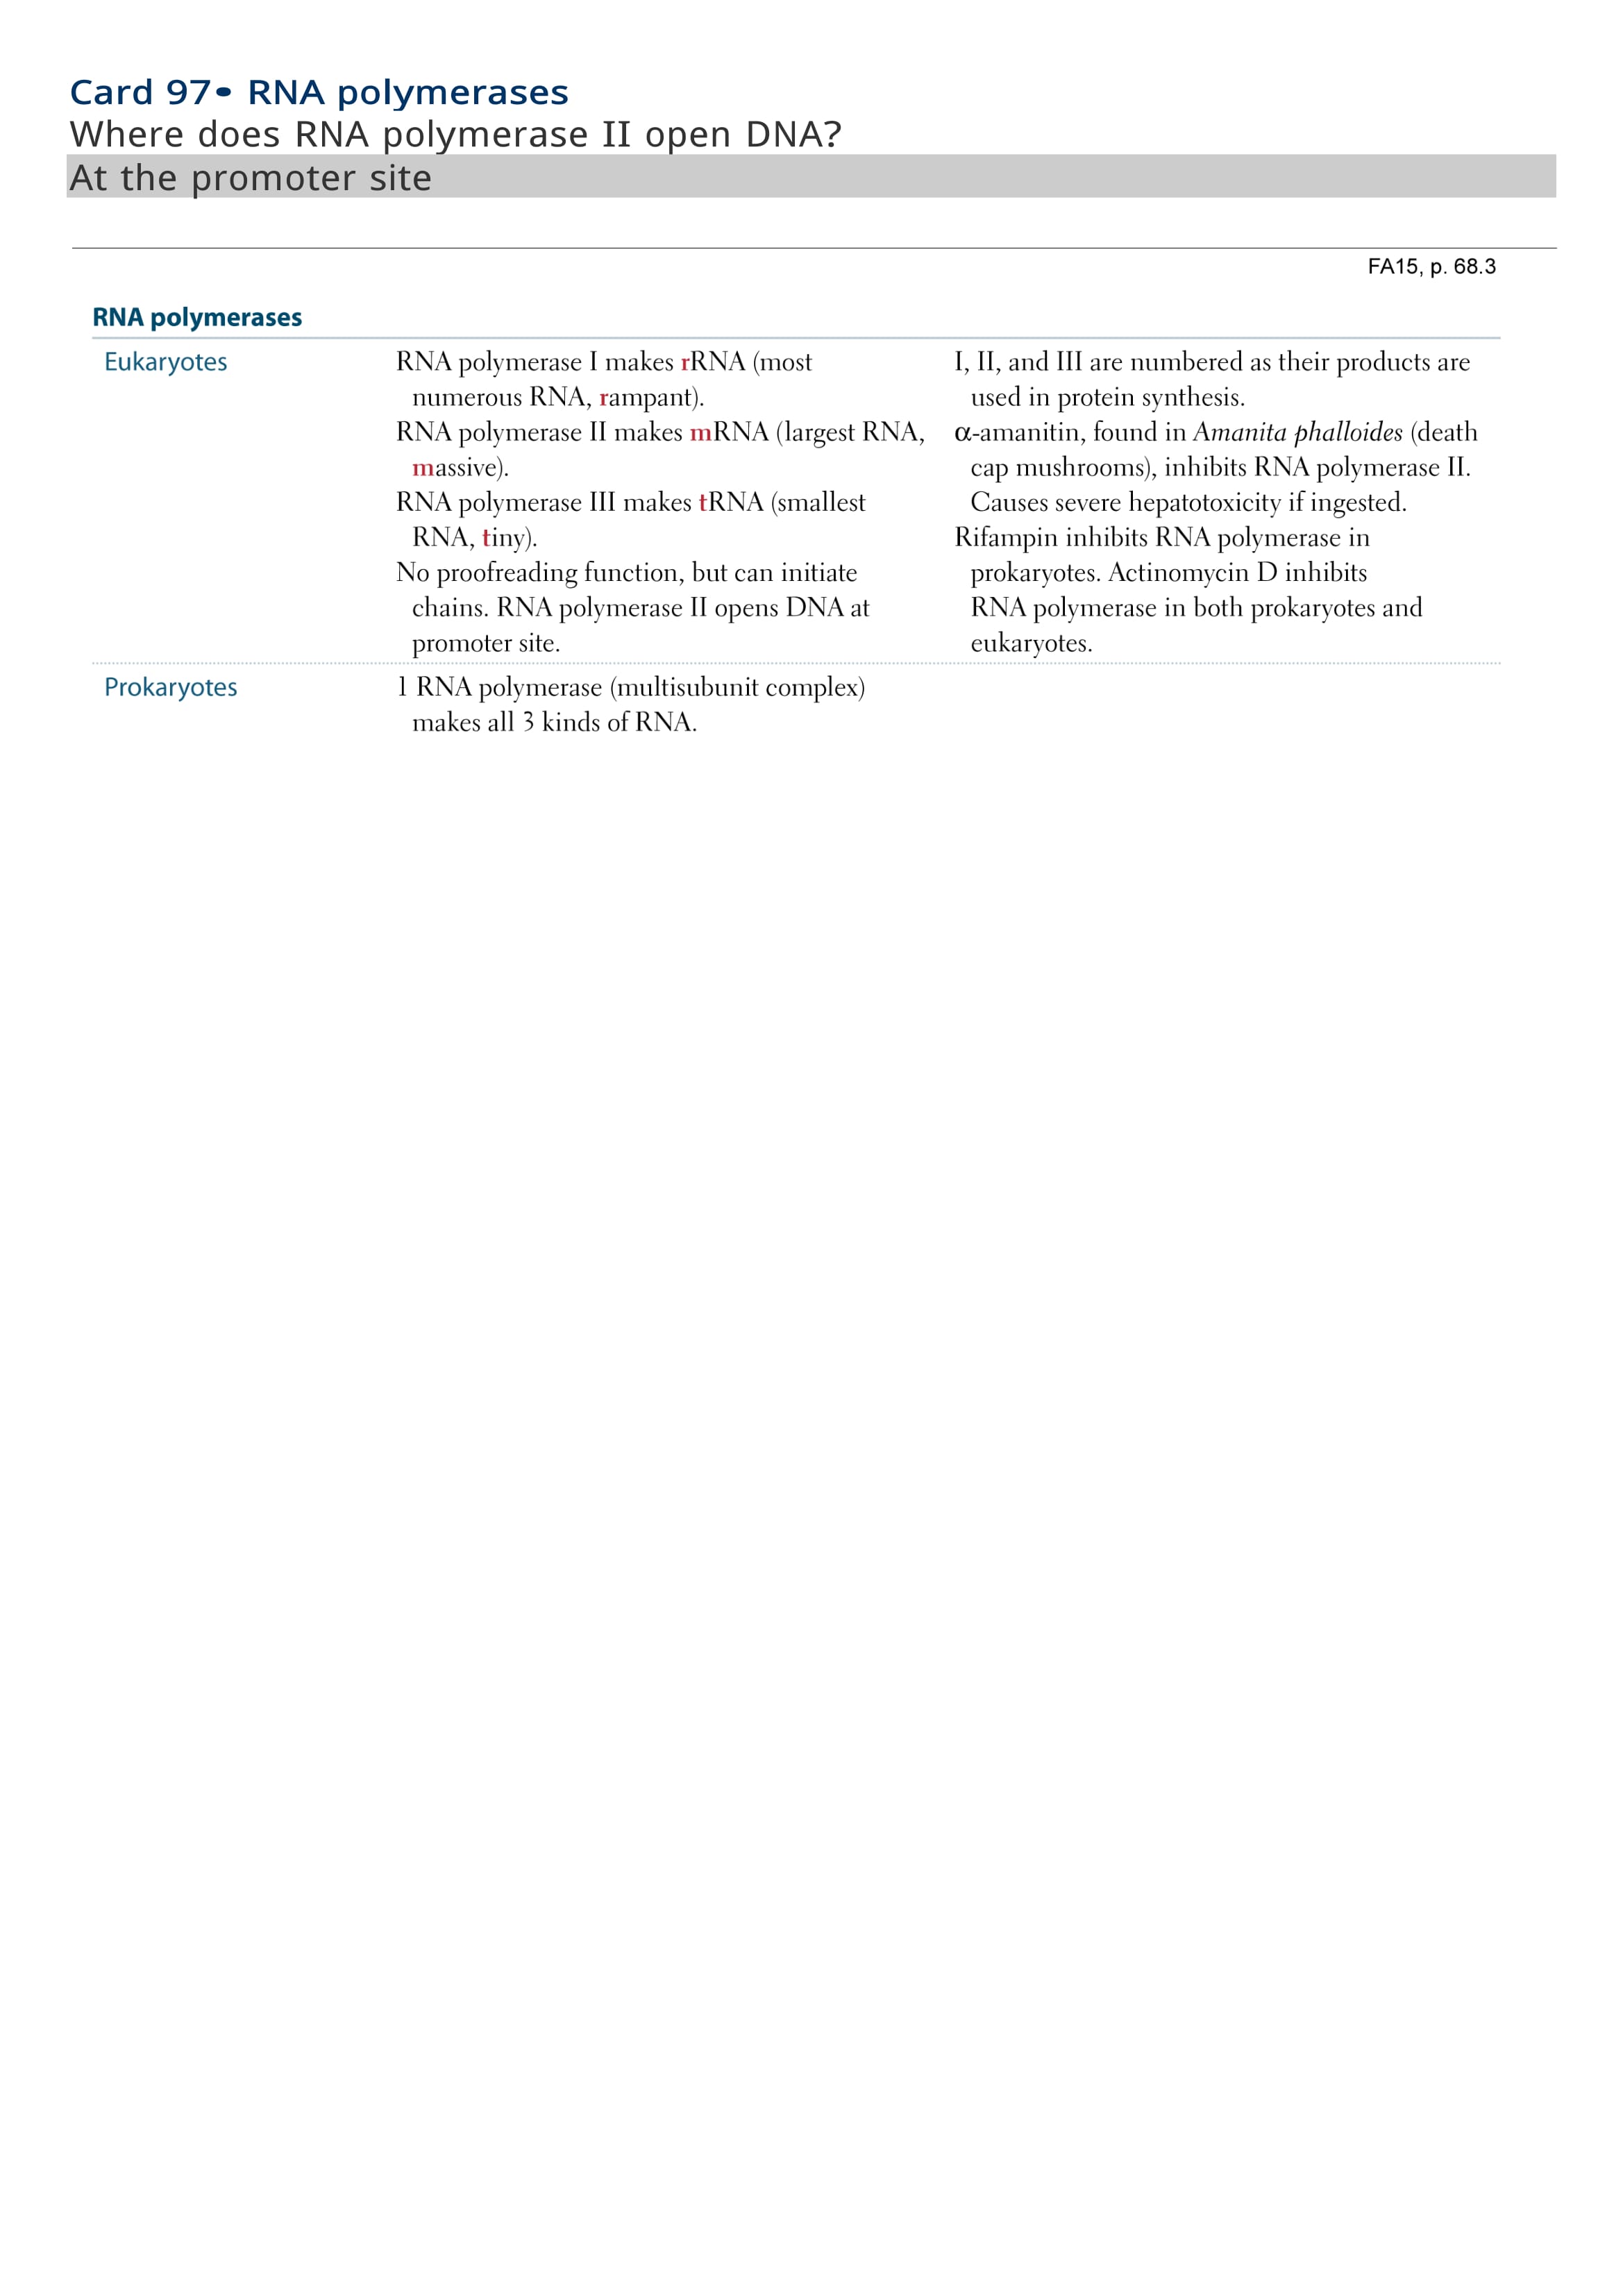 Card 97• RNA polymerases
Where does RNA polymerase II open DNA?
At the promoter site
FA15, p. 68.3
RNA polymerases
Eukaryotes
RNA polymerase I makes rRNA (most
numerous RNA, rampant).
RNA polymerase II makes mRNA (largest RNA,
massive).
RNA polymerase III makes tRNA (smallest
RNA, tiny).
No proofreading function, but can initiate
chains. RNA polymerase II opens DNA at
promoter site.
I, II, and III are numbered as their products are
used in protein synthesis.
α-amanitin, found in Amanita phalloides (death
cap mushrooms), inhibits RNA polymerase II.
Causes severe hepatotoxicity if ingested.
Rifampin inhibits RNA polymerase in
prokaryotes. Actinomycin D inhibits
RNA polymerase in both prokaryotes and
eukaryotes.
Prokaryotes
1 RNA polymerase (multisubunit complex)
makes all 3 kinds of RNA.